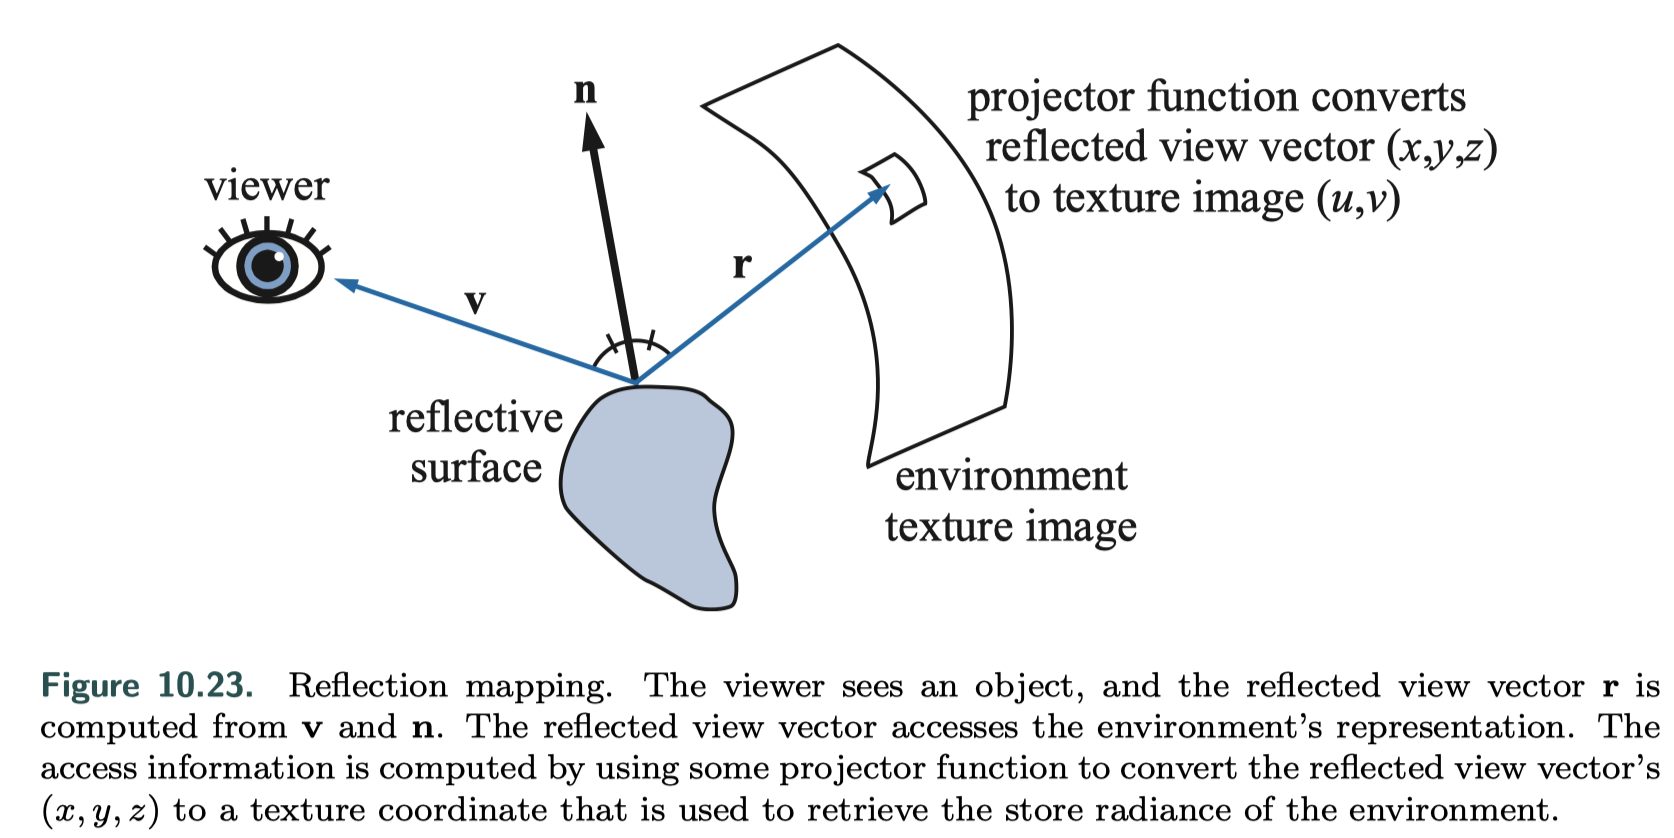 n
projector function converts
reflected view vector (x,y,z)
to texture image (u,v)
viewer
r
v
reflective
surface
environment
texture image
Figure 10.23. Reflection mapping. The viewer sees an object, and the reflected view vector r is
computed from v and n. The reflected view vector accesses the environment’s representation. The
access information is computed by using some projector function to convert the reflected view vector’s
(x, y, z) to a texture coordinate that is used to retrieve the store radiance of the environment.